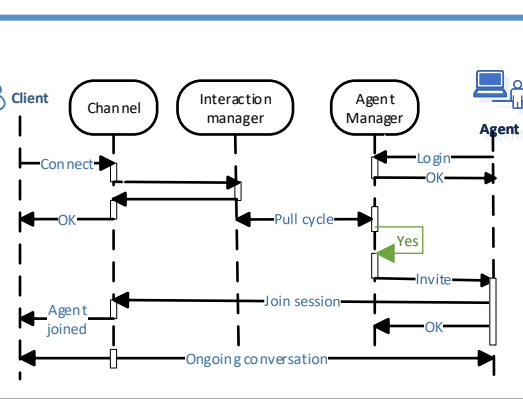 Client
Channel
Interaction
manager
Agent
Manager
Agent
Connect
Login
OK
OK
Pull cycle
Yes
Invite
Join session
Agent
joined
OK
Ongoing conversation